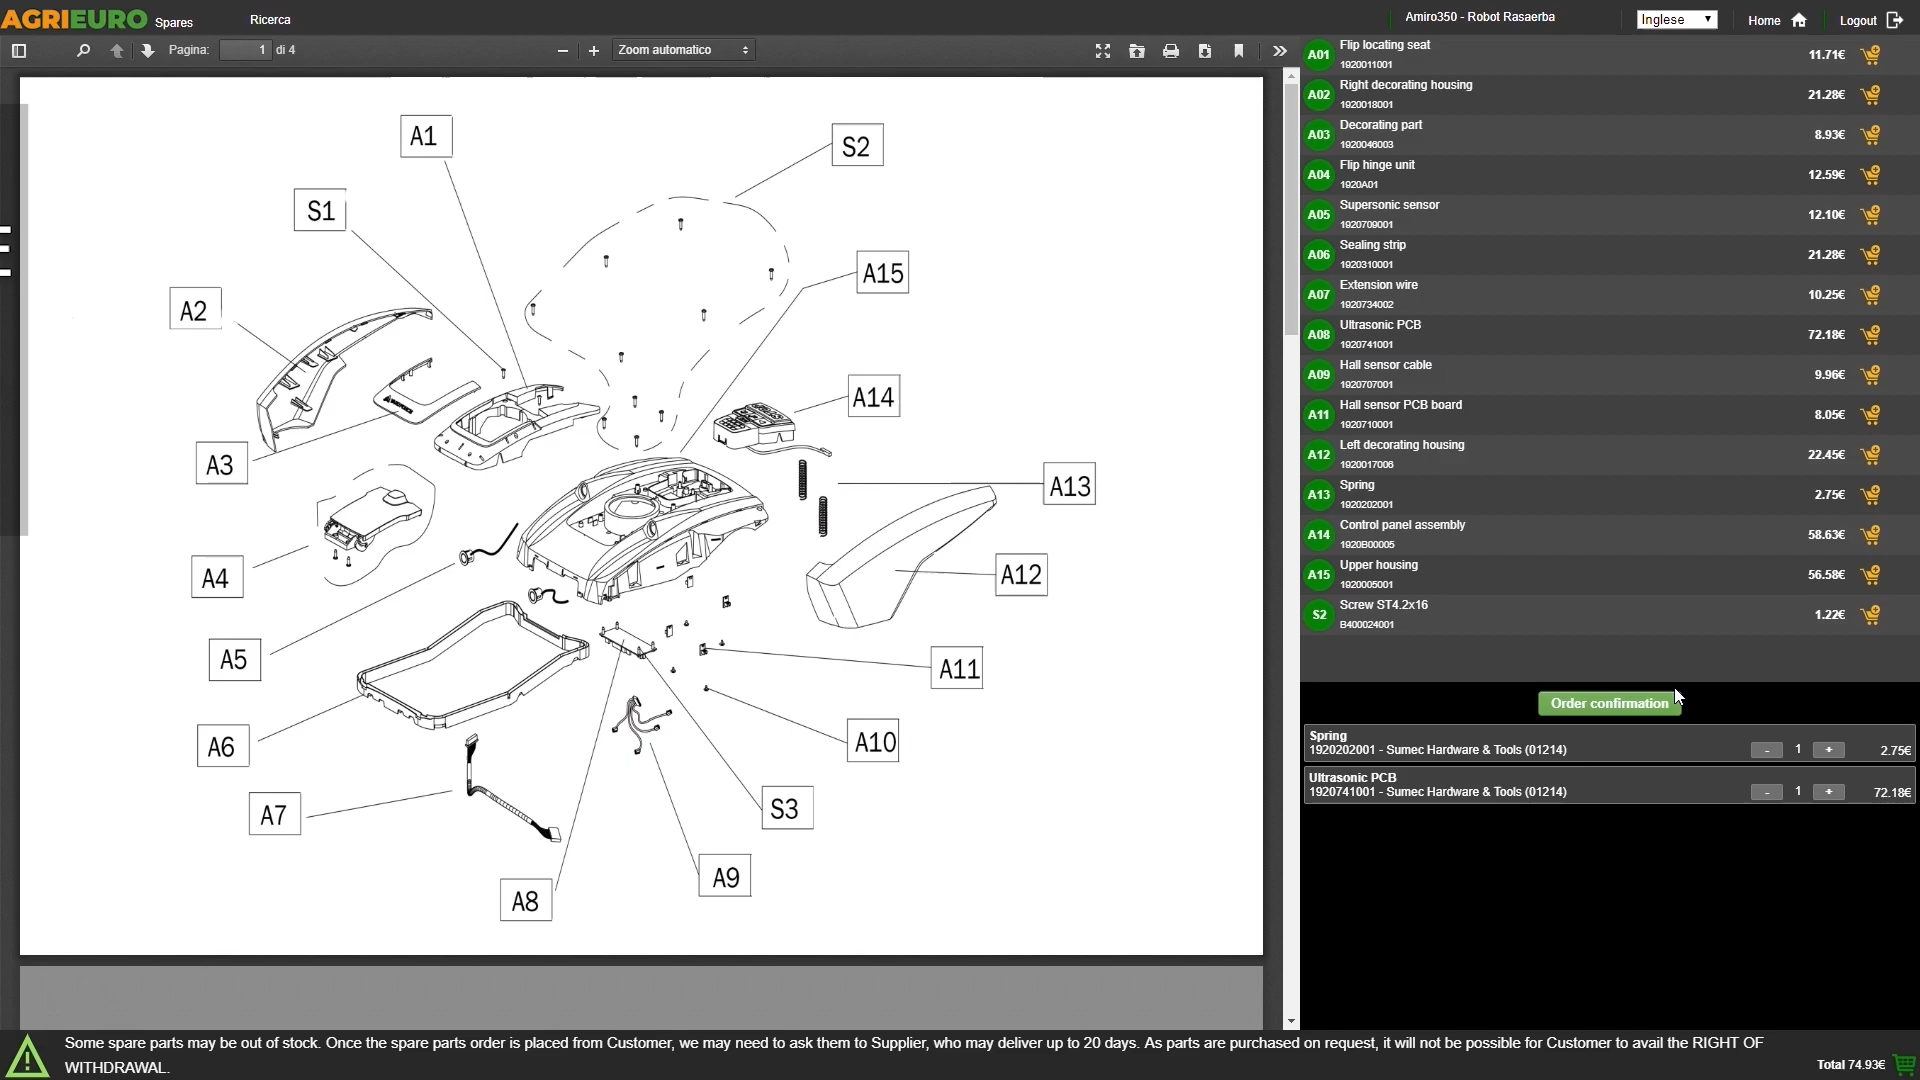 AGRIEURO Spares
Ricerca
Amiro350 - Robot Rasaerba
Inglese
Home
Logout
Pagina: 1 di 4
Zoom automatico
A1
S2
S1
A15
A2
A14
A3
A13
A4
A12
A5
A11
A6
A10
A7
S3
A9
A8
A01 Flip locating seat 11.71€
1920011001
A02 Right decorating housing 21.28€
1920018001
A03 Decorating part 8.93€
1920046003
A04 Flip hinge unit 12.59€
1920A01
A05 Supersonic sensor 12.10€
1920709001
A06 Sealing strip 21.28€
1920310001
A07 Extension wire 10.25€
1920734002
A08 Ultrasonic PCB 72.18€
1920741001
A09 Hall sensor cable 9.96€
1920707001
A11 Hall sensor PCB board 8.05€
1920710001
A12 Left decorating housing 22.45€
1920017006
A13 Spring 2.75€
1920202001
A14 Control panel assembly 58.63€
1920B00005
A15 Upper housing 56.58€
1920005001
S2 Screw ST4.2x16 1.22€
B400024001
Order confirmation
Spring
1920202001 - Sumec Hardware & Tools (01214) - 1 + 2.75€
Ultrasonic PCB
1920741001 - Sumec Hardware & Tools (01214) - 1 + 72.18€
Some spare parts may be out of stock. Once the spare parts order is placed from Customer, we may need to ask them to Supplier, who may deliver up to 20 days. As parts are purchased on request, it will not be possible for Customer to avail the RIGHT OF
WITHDRAWAL.
Total 74.93€